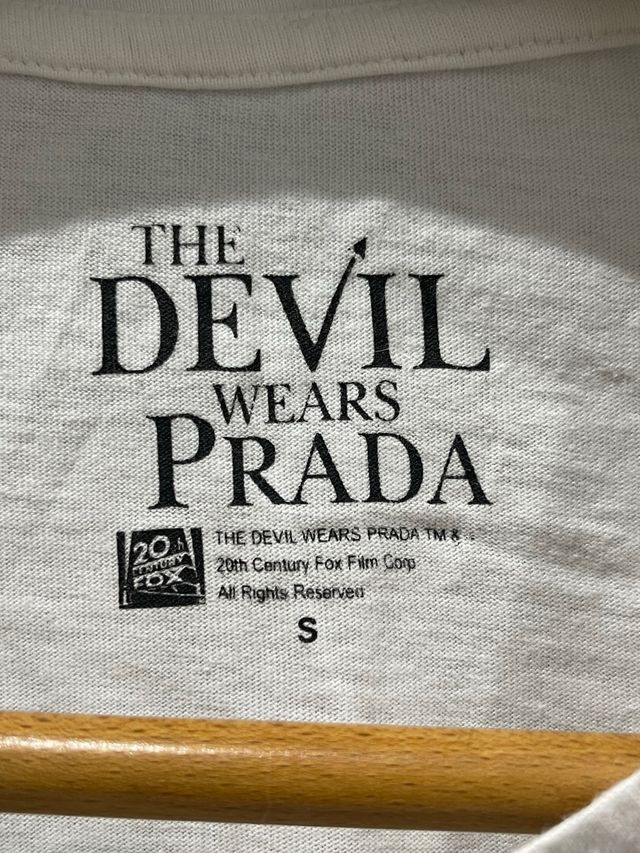 THE
DEVIL
WEARS
PRADA
20th
CENTURY
FOX
THE DEVIL WEARS PRADA TM &
20th Century Fox Film Corp
All Rights Reserved
S